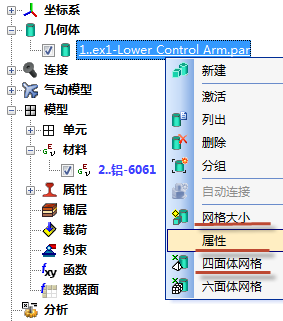 坐标系
几何体
1..ex1-Lower Control Arm.par
连接
气动模型
模型
单元
材料
2..铝-6061
属性
铺层
载荷
约束
函数
数据面
分析
新建
激活
列出
删除
分组
自动连接
网格大小
属性
四面体网格
六面体网格